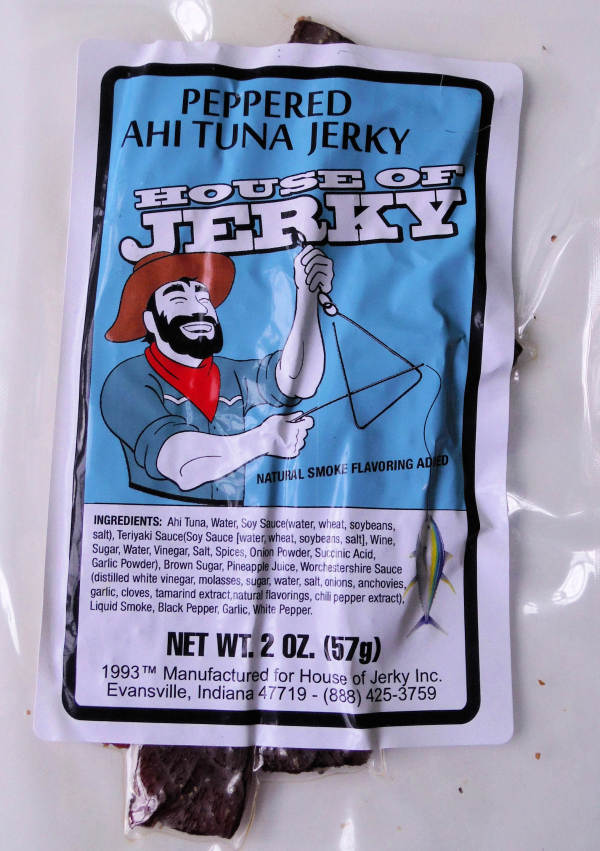 PEPPERED
AHI TUNA JERKY
HOUSE OF
JERKY
NATURAL SMOKE FLAVORING ADDED
INGREDIENTS: Ahi Tuna, Water, Soy Sauce(water, wheat, soybeans,
salt), Teriyaki Sauce(Soy Sauce [water, wheat, soybeans, salt], Wine,
Sugar, Water, Vinegar, Salt, Spices, Onion Powder, Succinic Acid,
Garlic Powder), Brown Sugar, Pineapple Juice, Worchestershire Sauce
(distilled white vinegar, molasses, sugar, water, salt, onions, anchovies,
garlic, cloves, tamarind extract,natural flavorings, chili pepper extract),
Liquid Smoke, Black Pepper, Garlic, White Pepper.
NET WT. 2 OZ. (57g)
1993™ Manufactured for House of Jerky Inc.
Evansville, Indiana 47719 - (888) 425-3759